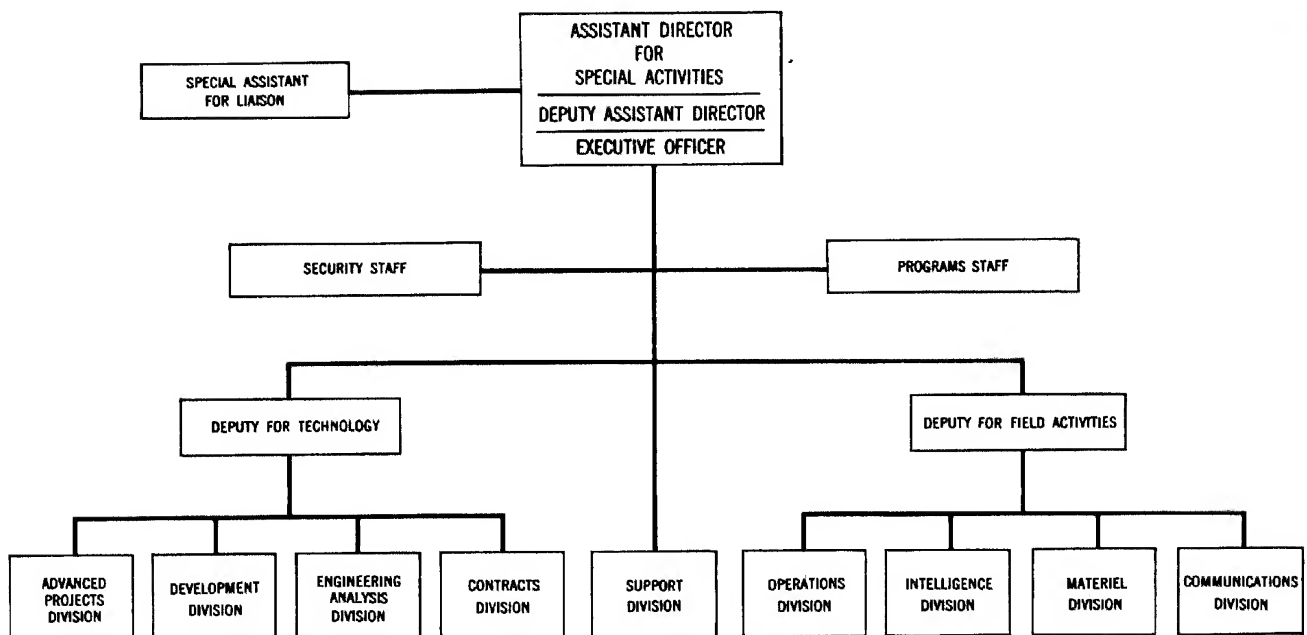 ASSISTANT DIRECTOR
FOR
SPECIAL ACTIVITIES
DEPUTY ASSISTANT DIRECTOR
EXECUTIVE OFFICER
SPECIAL ASSISTANT
FOR LIAISON
SECURITY STAFF
PROGRAMS STAFF
DEPUTY FOR TECHNOLOGY
DEPUTY FOR FIELD ACTIVITIES
ADVANCED
PROJECTS
DIVISION
DEVELOPMENT
DIVISION
ENGINEERING
ANALYSIS
DIVISION
CONTRACTS
DIVISION
SUPPORT
DIVISION
OPERATIONS
DIVISION
INTELLIGENCE
DIVISION
MATERIEL
DIVISION
COMMUNICATIONS
DIVISION